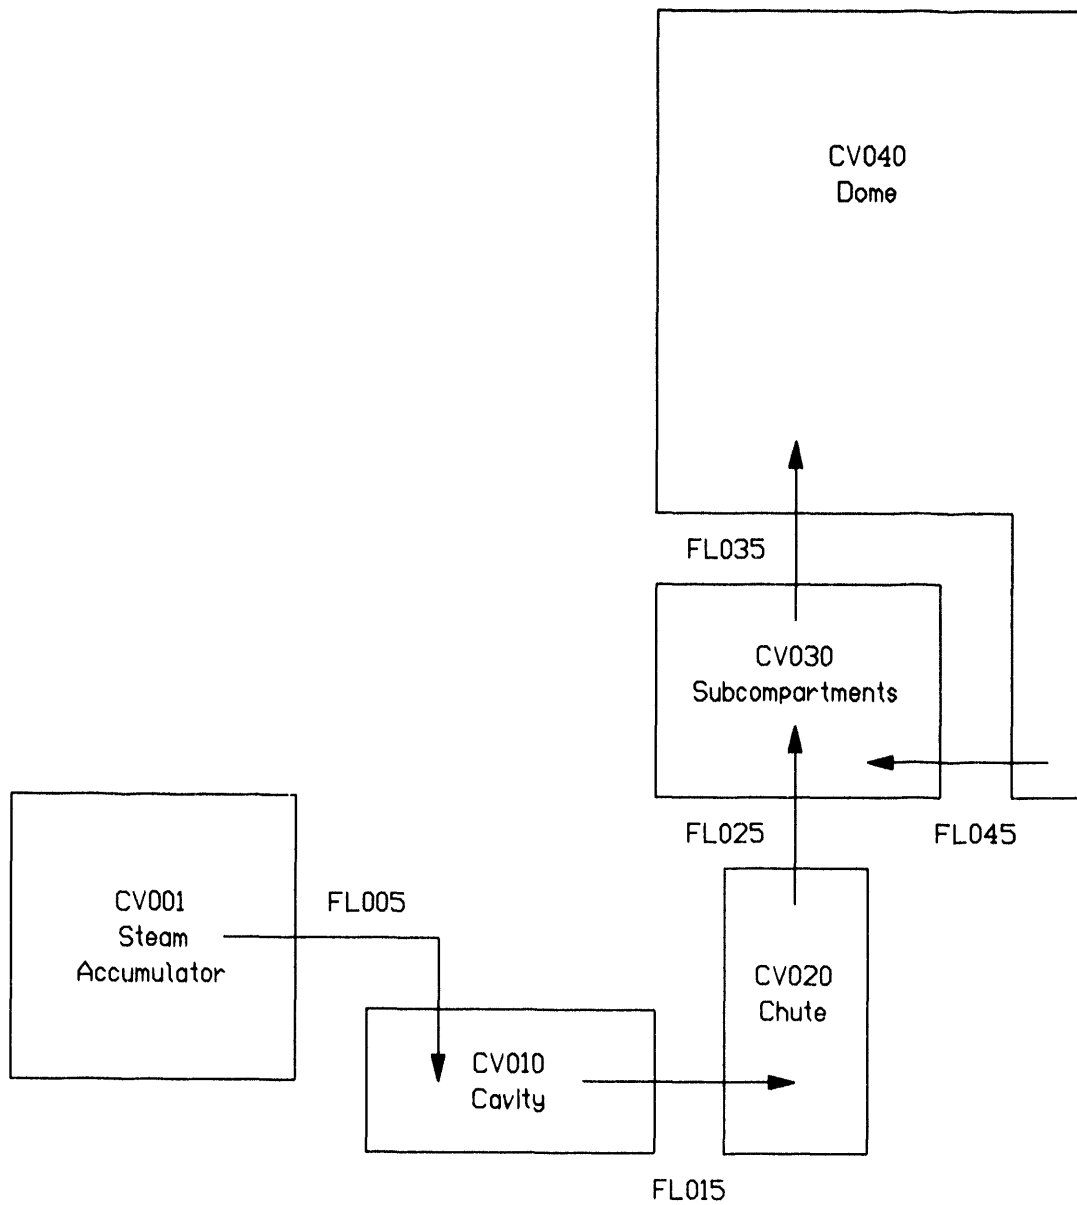 CV040
Dome
FL035
CV030
Subcompartments
FL025
FL045
CV001
Steam
Accumulator
FL005
CV020
Chute
CV010
Cavity
FL015